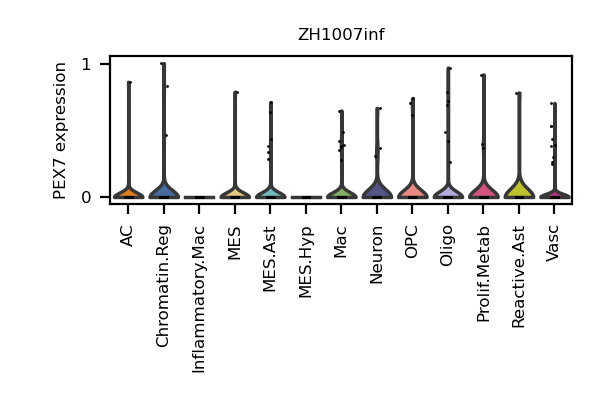 ZH1007inf
PEX7 expression
1
0
AC
Chromatin.Reg
Inflammatory.Mac
MES
MES.Ast
MES.Hyp
Mac
Neuron
OPC
Oligo
Prolif.Metab
Reactive.Ast
Vasc